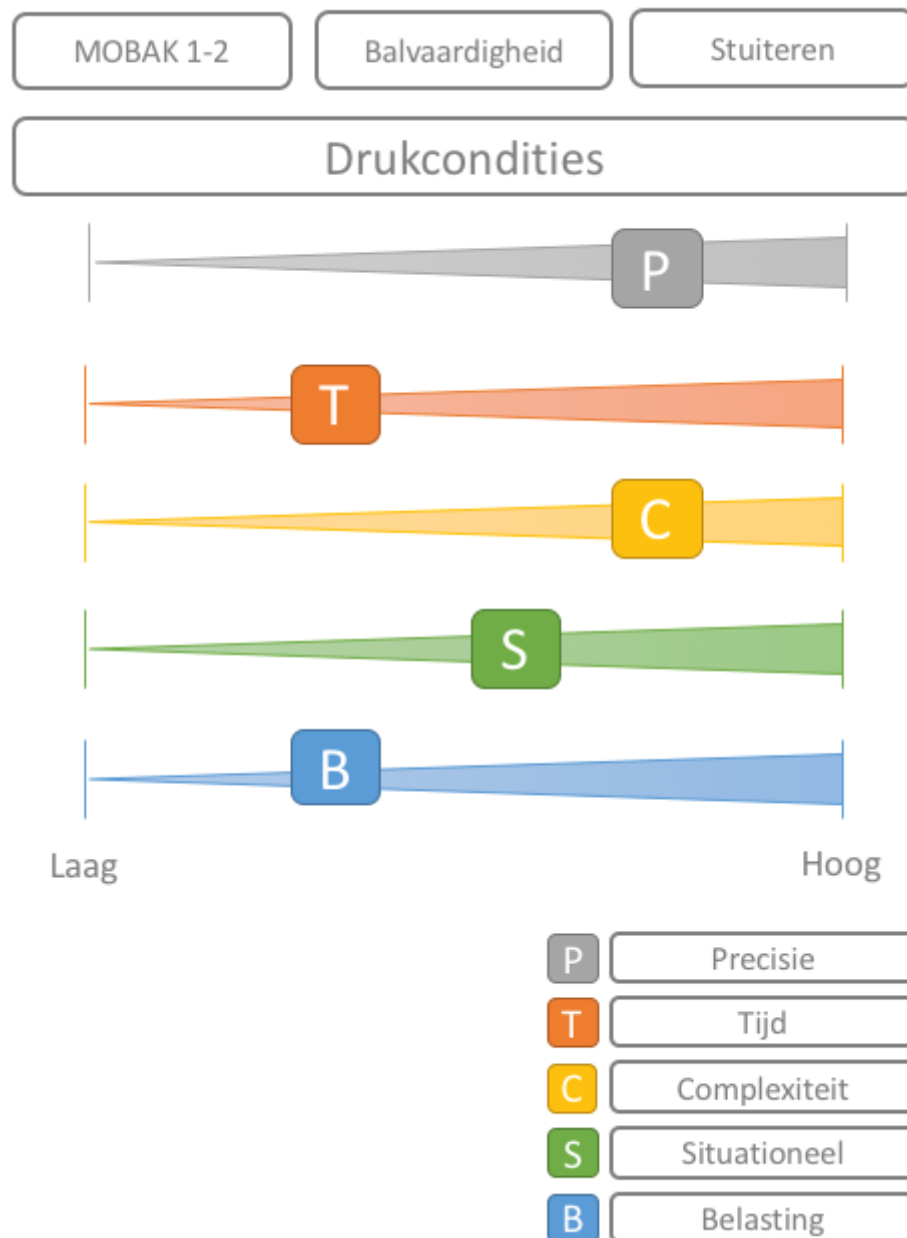 MOBAK 1-2
Balvaardigheid
Stuiteren
Drukcondities
P
T
C
S
B
Laag
Hoog
P
Precisie
T
Tijd
C
Complexiteit
S
Situationeel
B
Belasting